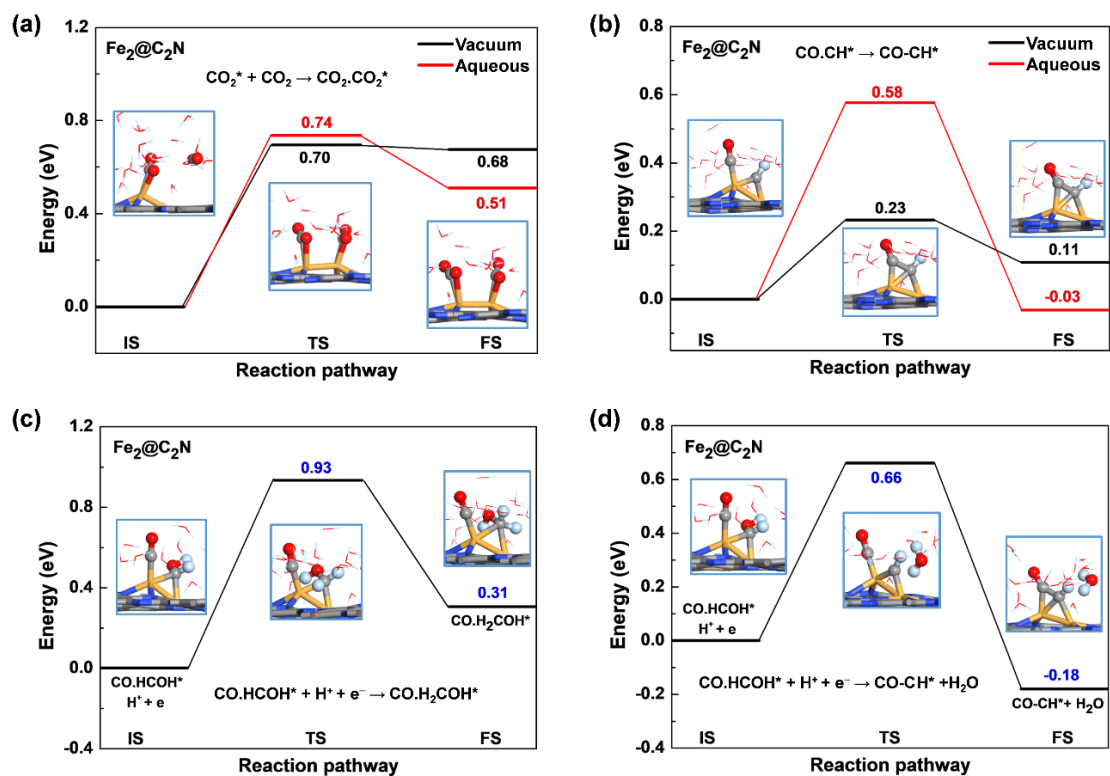 (a)
Fe₂@C₂N
Vacuum
Aqueous
CO₂* + CO₂ → CO₂.CO₂*
1.2
0.8
0.4
0.0
Energy (eV)
0.74
0.70
0.68
0.51
IS
TS
FS
Reaction pathway
(b)
Fe₂@C₂N
CO.CH* → CO-CH*
Vacuum
Aqueous
0.8
0.6
0.4
0.2
0.0
Energy (eV)
0.58
0.23
0.11
-0.03
IS
TS
FS
Reaction pathway
(c)
Fe₂@C₂N
1.2
0.8
0.4
0.0
-0.4
Energy (eV)
0.93
0.31
CO.H₂COH*
CO.HCOH*
H⁺ + e
CO.HCOH* + H⁺ + e⁻ → CO.H₂COH*
IS
TS
FS
Reaction pathway
(d)
Fe₂@C₂N
0.8
0.6
0.4
0.2
0.0
-0.2
-0.4
Energy (eV)
0.66
CO.HCOH*
H⁺ + e
-0.18
CO.HCOH* + H⁺ + e⁻ → CO-CH* +H₂O
CO-CH*+ H₂O
IS
TS
FS
Reaction pathway